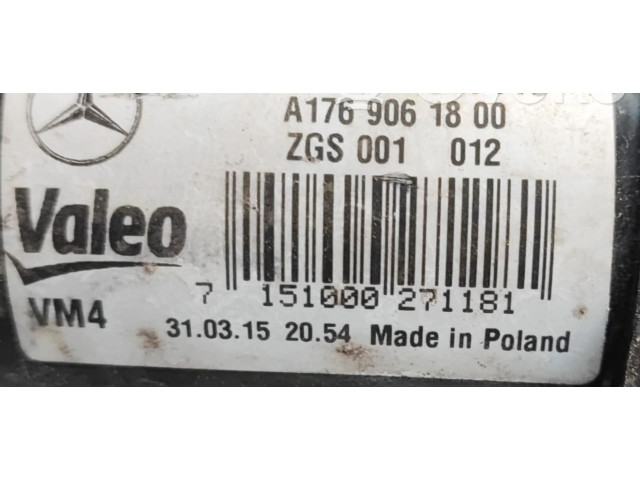 A176 906 18 00
ZGS 001 012
Valeo
7 151000 271181
VM4
31.03.15 20.54 Made in Poland